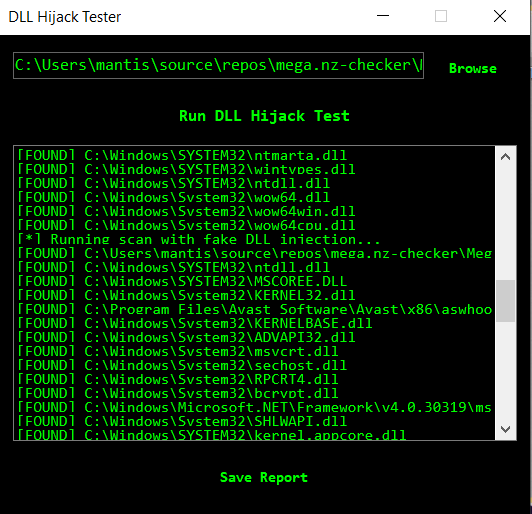 DLL Hijack Tester
C:\Users\mantis\source\repos\mega.nz-checker\
Browse
Run DLL Hijack Test
[FOUND] C:\Windows\SYSTEM32\ntmarta.dll
[FOUND] C:\Windows\SYSTEM32\wintypes.dll
[FOUND] C:\Windows\SYSTEM32\ntdll.dll
[FOUND] C:\Windows\System32\wow64.dll
[FOUND] C:\Windows\System32\wow64win.dll
[FOUND] C:\Windows\System32\wow64cpu.dll
[*] Running scan with fake DLL injection...
[FOUND] C:\Users\mantis\source\repos\mega.nz-checker\Meg
[FOUND] C:\Windows\SYSTEM32\ntdll.dll
[FOUND] C:\Windows\SYSTEM32\MSCOREE.DLL
[FOUND] C:\Windows\System32\KERNEL32.dll
[FOUND] C:\Program Files\Avast Software\Avast\x86\aswhoo
[FOUND] C:\Windows\System32\KERNELBASE.dll
[FOUND] C:\Windows\System32\ADVAPI32.dll
[FOUND] C:\Windows\System32\msvcrt.dll
[FOUND] C:\Windows\System32\sechost.dll
[FOUND] C:\Windows\System32\RPCRT4.dll
[FOUND] C:\Windows\System32\bcrypt.dll
[FOUND] C:\Windows\Microsoft.NET\Framework\v4.0.30319\ms
[FOUND] C:\Windows\System32\SHLWAPI.dll
[FOUND] C:\Windows\SYSTEM32\kernel.appcore.dll
Save Report